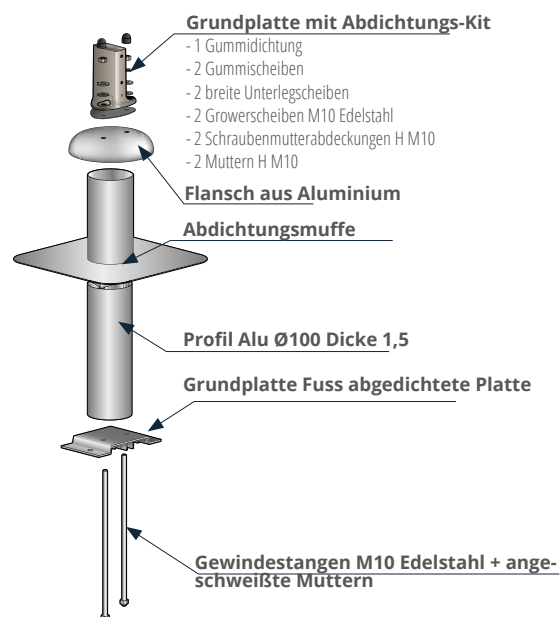 Grundplatte mit Abdichtungs-Kit
- 1 Gummidichtung
- 2 Gummischeiben
- 2 breite Unterlegscheiben
- 2 Growerscheiben M10 Edelstahl
- 2 Schraubenmutterabdeckungen H M10
- 2 Muttern H M10
Flansch aus Aluminium
Abdichtungsmuffe
Profil Alu Ø100 Dicke 1,5
Grundplatte Fuss abgedichtete Platte
Gewindestangen M10 Edelstahl + ange-
schweißte Muttern